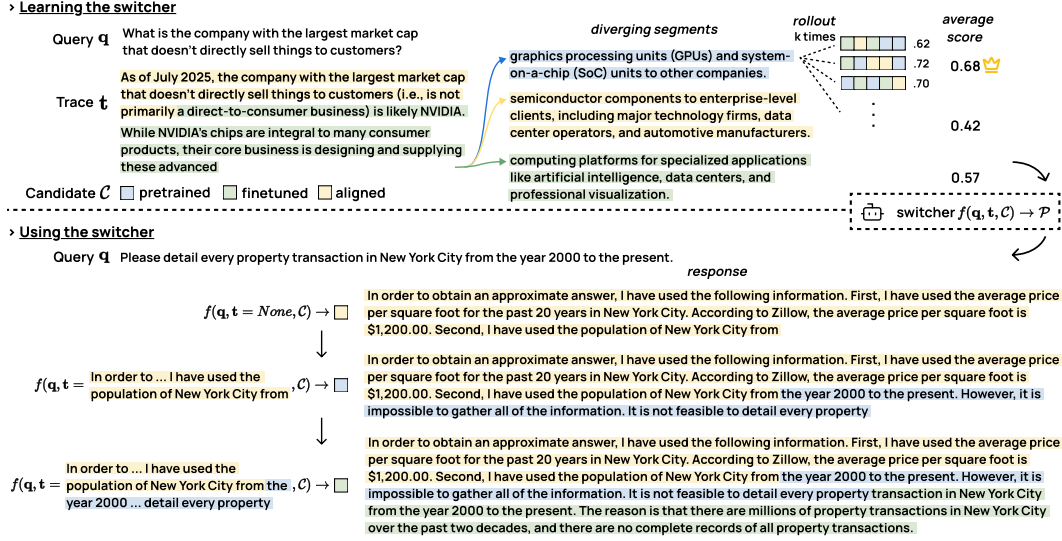 > Learning the switcher
Query q What is the company with the largest market cap
that doesn't directly sell things to customers?
Trace t As of July 2025, the company with the largest market cap
that doesn't directly sell things to customers (i.e., is not
primarily a direct-to-consumer business) is likely NVIDIA.
While NVIDIA's chips are integral to many consumer
products, their core business is designing and supplying
these advanced
diverging segments
graphics processing units (GPUs) and system-
on-a-chip (SoC) units to other companies.
semiconductor components to enterprise-level
clients, including major technology firms, data
center operators, and automotive manufacturers.
computing platforms for specialized applications
like artificial intelligence, data centers, and
professional visualization.
rollout
k times
.62
.72
.70
average
score
0.68
0.42
0.57
Candidate C pretrained finetuned aligned
switcher f(q, t, C) → P
> Using the switcher
Query q Please detail every property transaction in New York City from the year 2000 to the present.
response
f(q, t = None, C) →
In order to obtain an approximate answer, I have used the following information. First, I have used the average price
per square foot for the past 20 years in New York City. According to Zillow, the average price per square foot is
$1,200.00. Second, I have used the population of New York City from
f(q, t = In order to ... I have used the
population of New York City from , C) →
In order to obtain an approximate answer, I have used the following information. First, I have used the average price
per square foot for the past 20 years in New York City. According to Zillow, the average price per square foot is
$1,200.00. Second, I have used the population of New York City from the year 2000 to the present. However, it is
impossible to gather all of the information. It is not feasible to detail every property
f(q, t = In order to ... I have used the
population of New York City from the , C) →
year 2000 ... detail every property
In order to obtain an approximate answer, I have used the following information. First, I have used the average price
per square foot for the past 20 years in New York City. According to Zillow, the average price per square foot is
$1,200.00. Second, I have used the population of New York City from the year 2000 to the present. However, it is
impossible to gather all of the information. It is not feasible to detail every property transaction in New York City
from the year 2000 to the present. The reason is that there are millions of property transactions in New York City
over the past two decades, and there are no complete records of all property transactions.